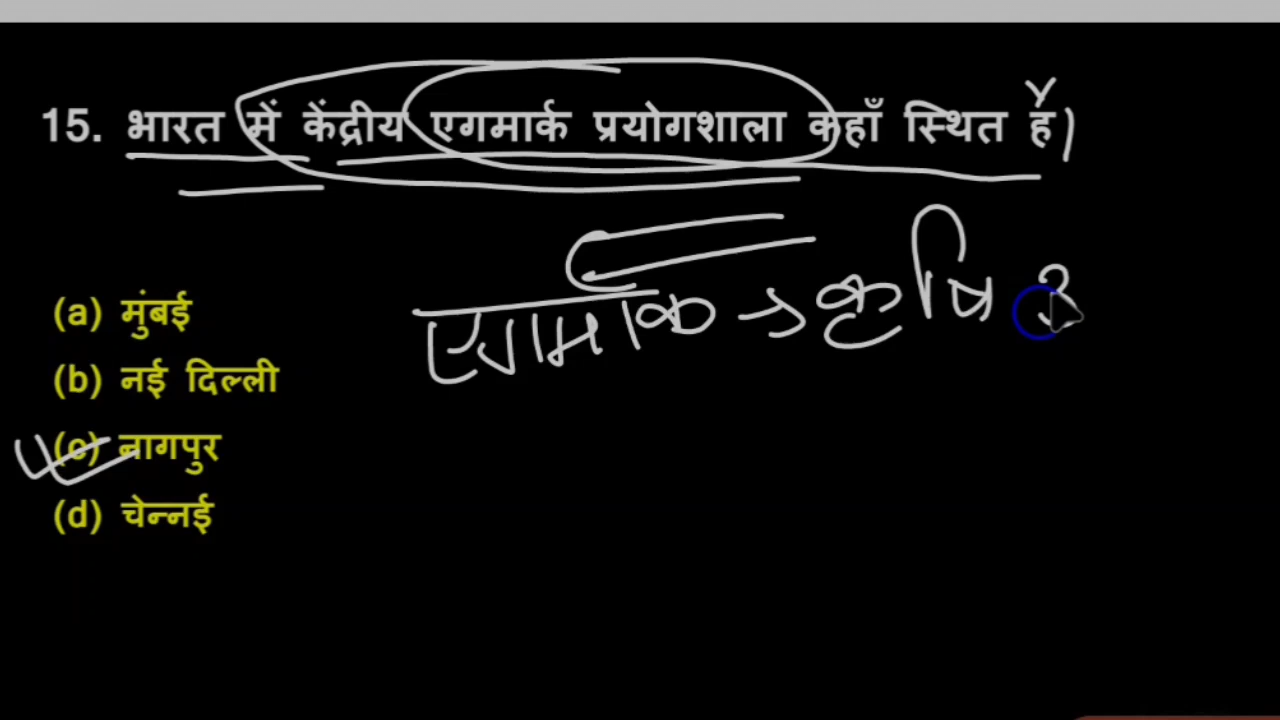 15. भारत में केंद्रीय एगमार्क प्रयोगशाला कहाँ स्थित है।
एगमार्क → कृषि
(a) मुंबई
(b) नई दिल्ली
(c) नागपुर
(d) चेन्नई